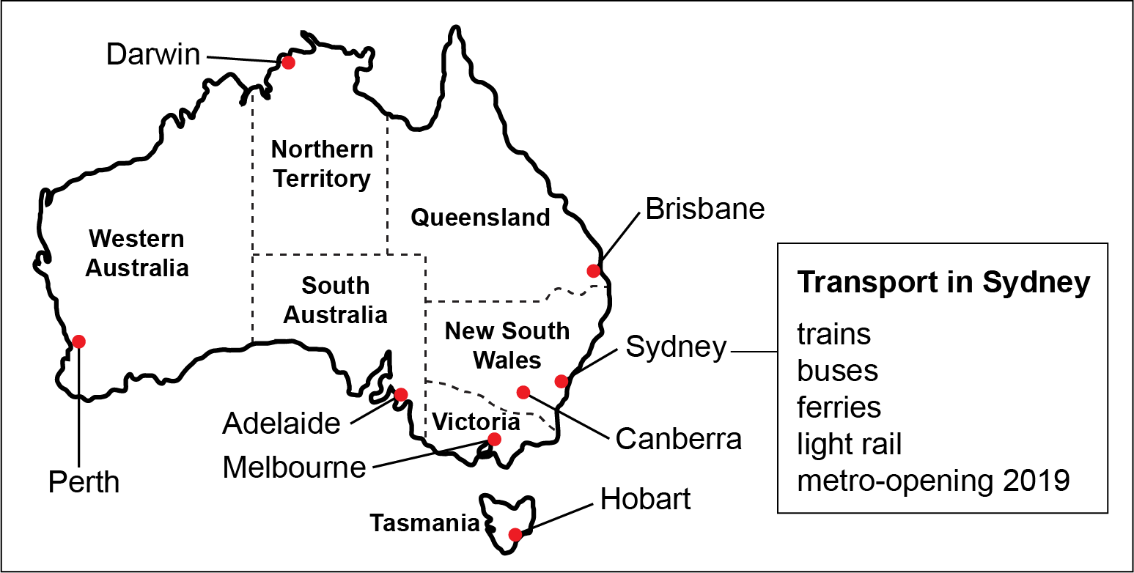 Darwin
Northern
Territory
Queensland
Brisbane
Western
Australia
South
Australia
New South
Wales
Sydney
Adelaide
Victoria
Canberra
Melbourne
Perth
Hobart
Tasmania
Transport in Sydney
trains
buses
ferries
light rail
metro-opening 2019